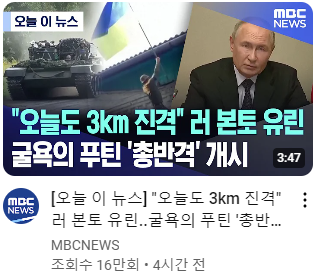 오늘 이 뉴스
MBC
NEWS
"오늘도 3km 진격" 러 본토 유린
굴욕의 푸틴 '총반격' 개시
3:47
MBC
NEWS
[오늘 이 뉴스] "오늘도 3km 진격"
러 본토 유린..굴욕의 푸틴 '총반...
MBCNEWS
조회수 16만회 • 4시간 전